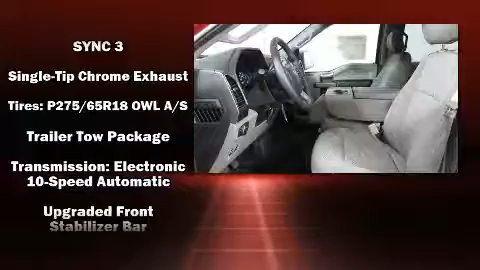 SYNC 3
Single-Tip Chrome Exhaust
Tires: P275/65R18 OWL A/S
Trailer Tow Package
Transmission: Electronic
10-Speed Automatic
Upgraded Front
Stabilizer Bar